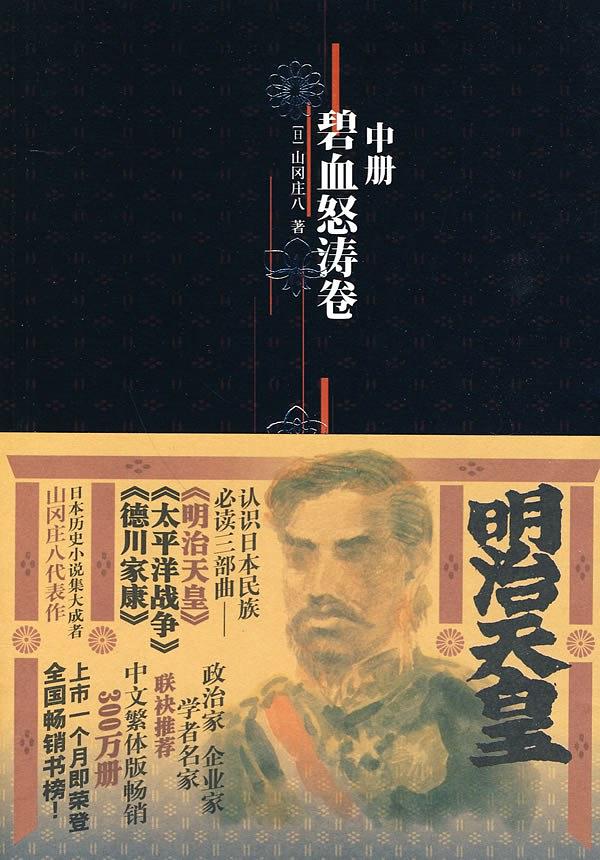 中册
碧血怒涛卷
［日］山冈庄八 著
明治天皇
认识日本民族
必读三部曲——
《明治天皇》
《太平洋战争》
《德川家康》
日本历史小说集大成者
山冈庄八代表作
政治家 企业家
学者名家
联袂推荐
中文繁体版畅销
300万册
上市一个月即荣登
全国畅销书榜！